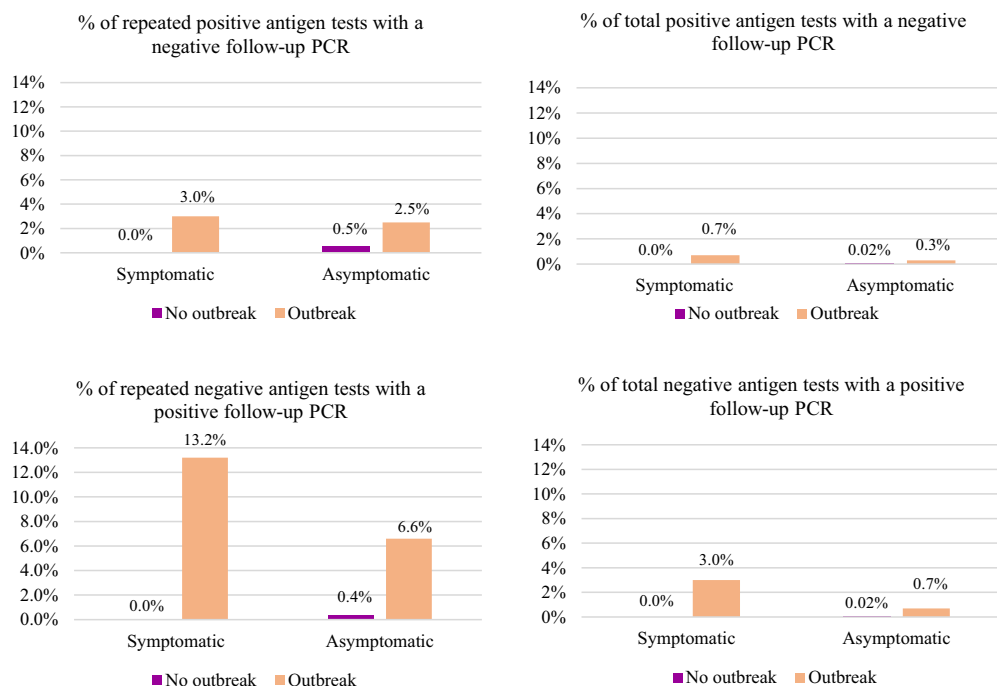 % of repeated positive antigen tests with a
negative follow-up PCR
14%
12%
10%
8%
6%
4%
2%
0%
0.0%
3.0%
0.5%
2.5%
Symptomatic
Asymptomatic
No outbreak
Outbreak
% of total positive antigen tests with a negative
follow-up PCR
14%
12%
10%
8%
6%
4%
2%
0%
0.0%
0.7%
0.02%
0.3%
Symptomatic
Asymptomatic
No outbreak
Outbreak
% of repeated negative antigen tests with a
positive follow-up PCR
14.0%
12.0%
10.0%
8.0%
6.0%
4.0%
2.0%
0.0%
0.0%
13.2%
0.4%
6.6%
Symptomatic
Asymptomatic
No outbreak
Outbreak
% of total negative antigen tests with a positive
follow-up PCR
14%
12%
10%
8%
6%
4%
2%
0%
0.0%
3.0%
0.02%
0.7%
Symptomatic
Asymptomatic
No outbreak
Outbreak